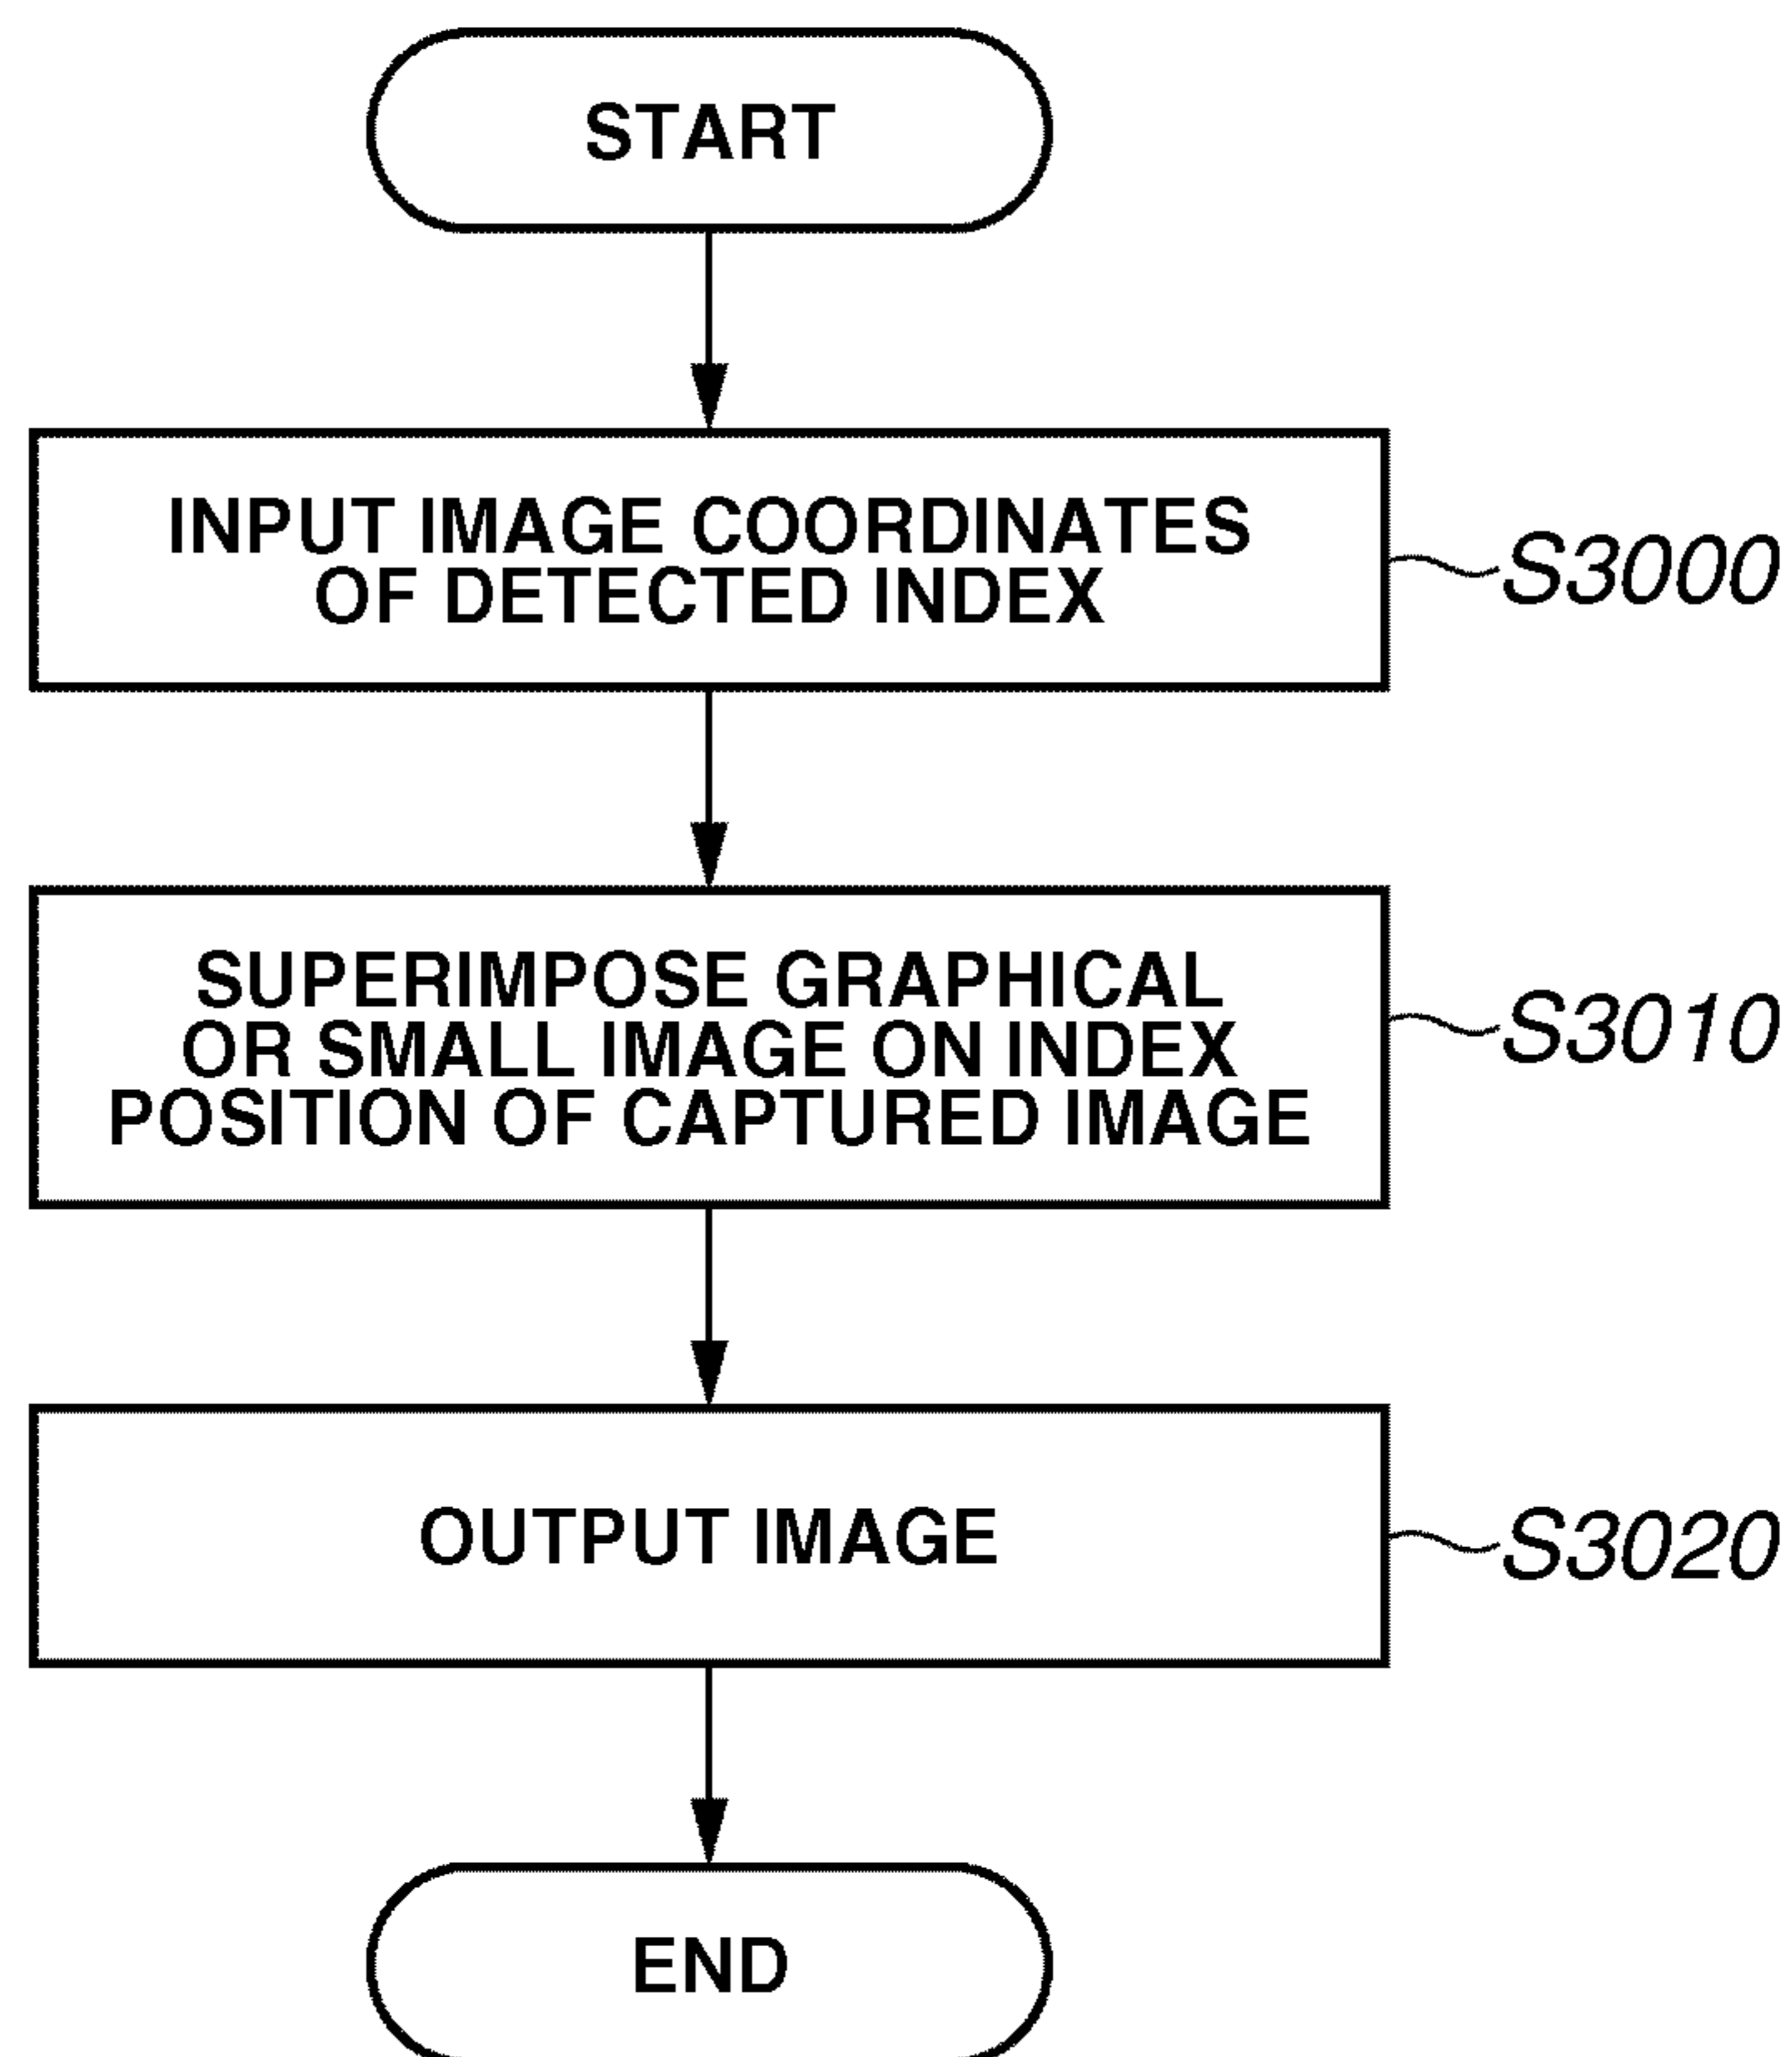 START
INPUT IMAGE COORDINATES
OF DETECTED INDEX
S3000
SUPERIMPOSE GRAPHICAL
OR SMALL IMAGE ON INDEX
POSITION OF CAPTURED IMAGE
S3010
OUTPUT IMAGE
S3020
END